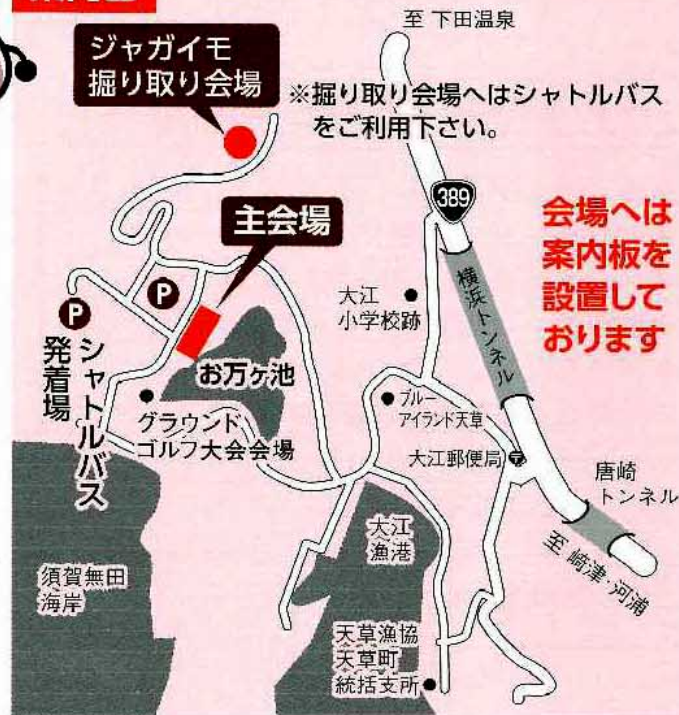 至 下田温泉
ジャガイモ
掘り取り会場
※掘り取り会場へはシャトルバス
をご利用下さい。
389
主会場
会場へは
案内板を
設置して
おります
横浜トンネル
大江
小学校跡
P
P
シャトルバス
発着場
お万ヶ池
グラウンド
ゴルフ大会会場
ブルー
アイランド天草
大江郵便局
〒
唐崎
トンネル
大江
漁港
至 崎津・河浦
須賀無田
海岸
天草漁協
天草町
統括支所